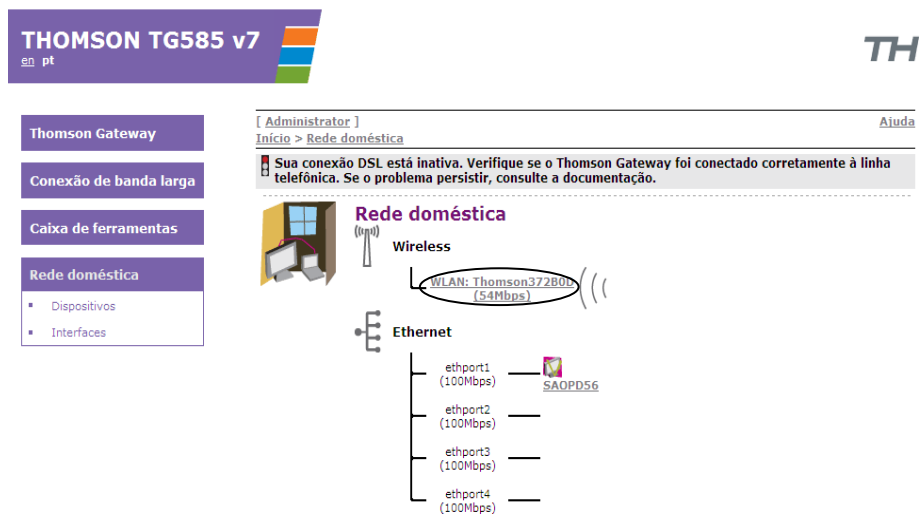 THOMSON TG585 v7
en pt
TH
Thomson Gateway
Conexão de banda larga
Caixa de ferramentas
Rede doméstica
Dispositivos
Interfaces
[ Administrator ]
Ajuda
Início > Rede doméstica
Sua conexão DSL está inativa. Verifique se o Thomson Gateway foi conectado corretamente à linha
telefônica. Se o problema persistir, consulte a documentação.
Rede doméstica
Wireless
WLAN: Thomson372B0D
(54Mbps)
Ethernet
ethport1
(100Mbps)
SAOPD56
ethport2
(100Mbps)
ethport3
(100Mbps)
ethport4
(100Mbps)